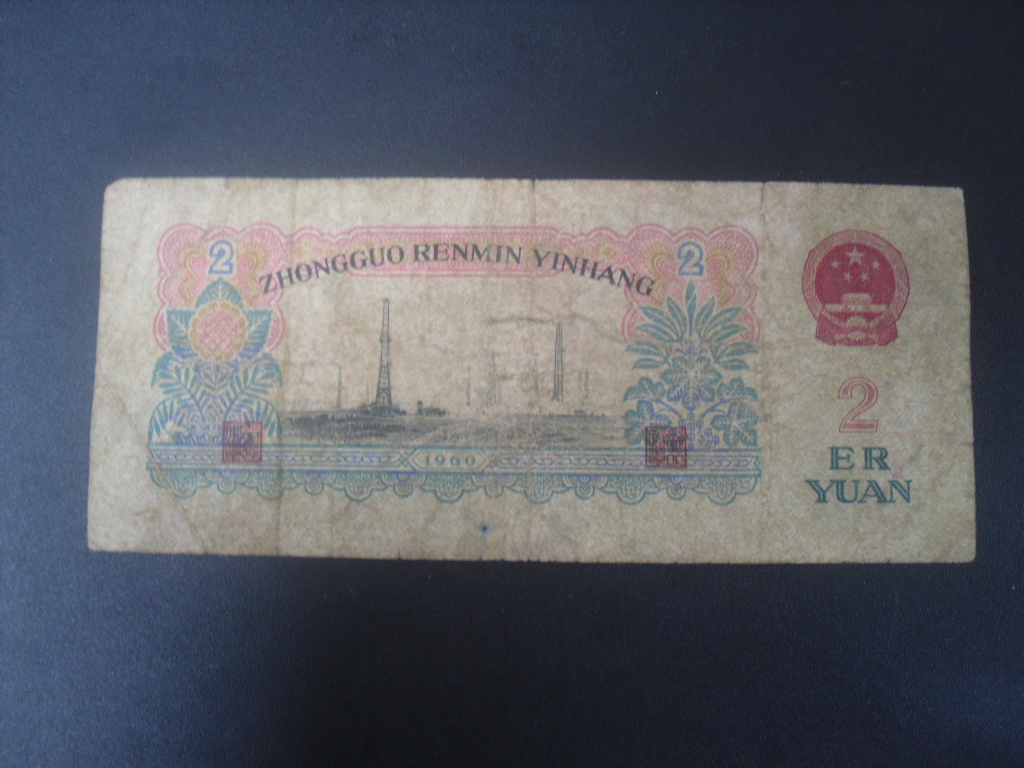 2
2
ZHONGGUO RENMIN YINHANG
1960
2
ER
YUAN